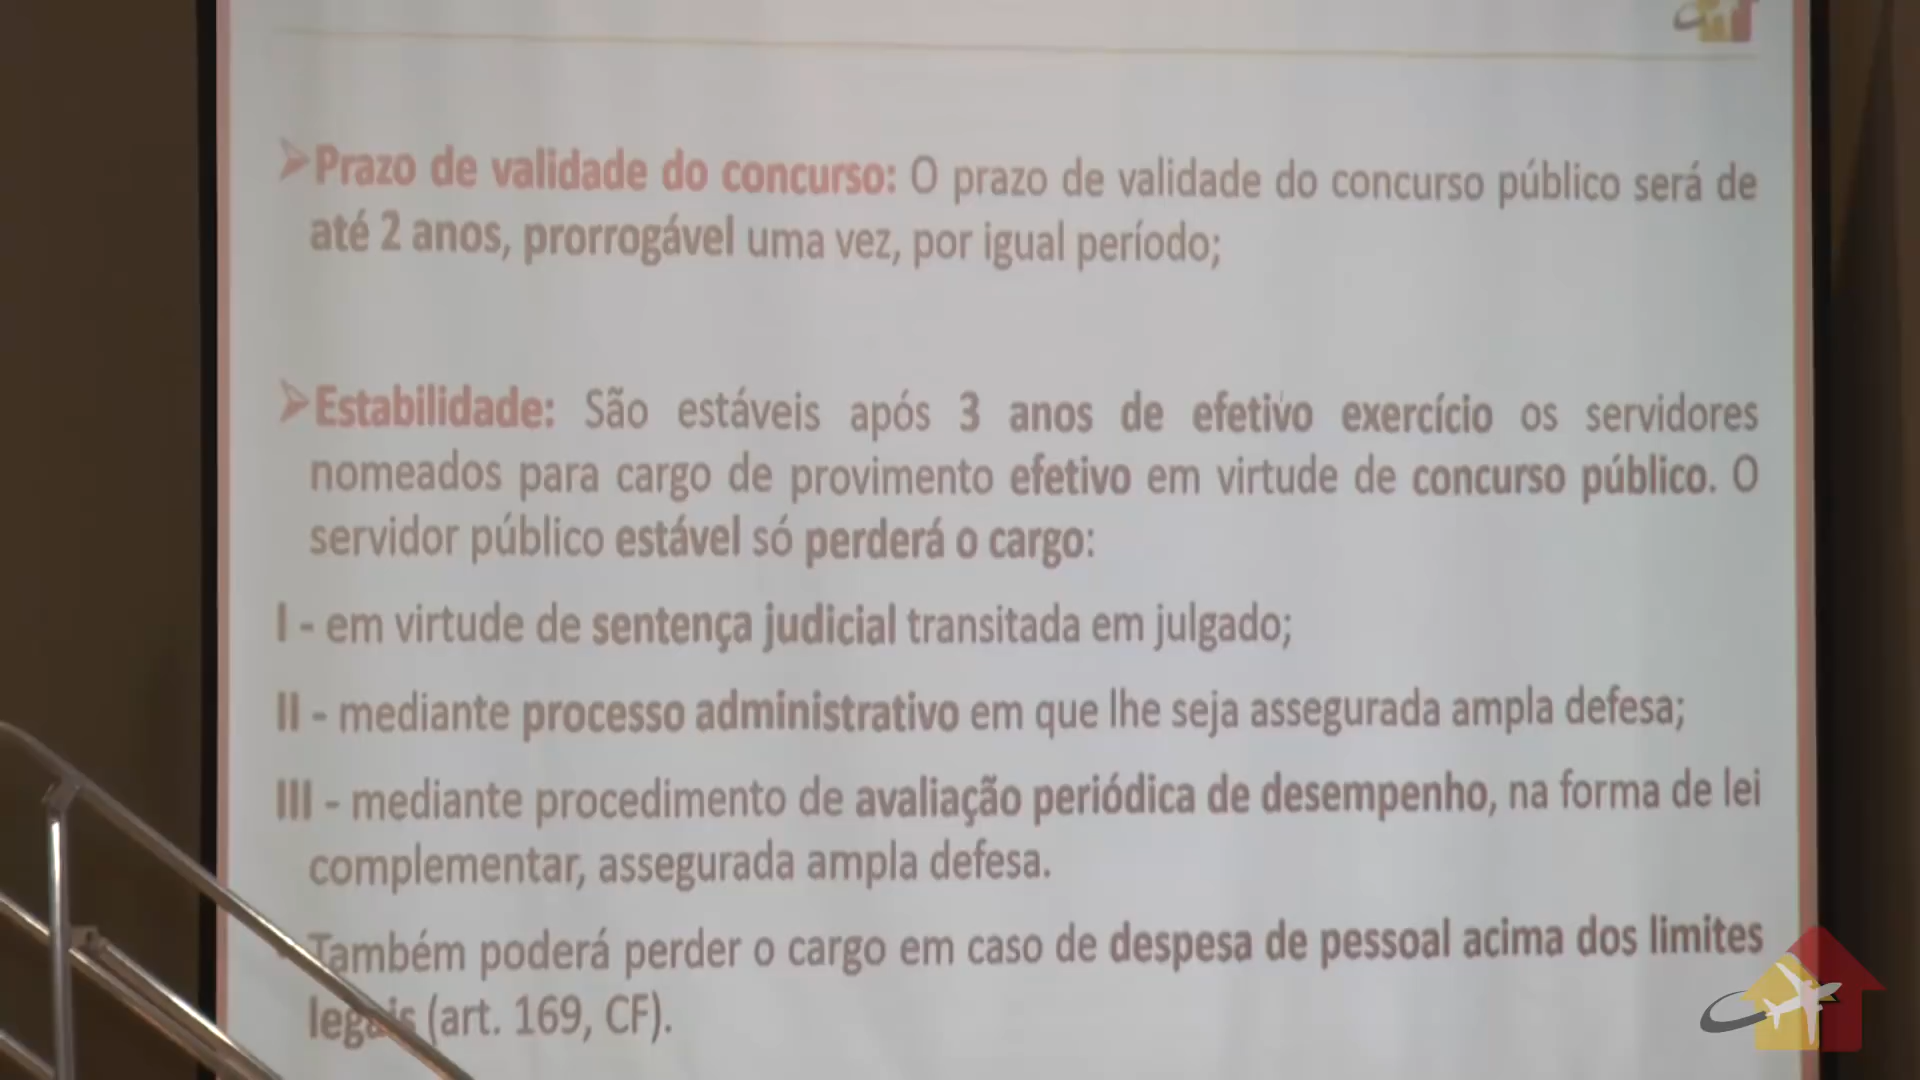 ➢Prazo de validade do concurso: O prazo de validade do concurso público será de
até 2 anos, prorrogável uma vez, por igual período;
➢Estabilidade: São estáveis após 3 anos de efetivo exercício os servidores
nomeados para cargo de provimento efetivo em virtude de concurso público. O
servidor público estável só perderá o cargo:
I - em virtude de sentença judicial transitada em julgado;
II - mediante processo administrativo em que lhe seja assegurada ampla defesa;
III - mediante procedimento de avaliação periódica de desempenho, na forma de lei
complementar, assegurada ampla defesa.
Também poderá perder o cargo em caso de despesa de pessoal acima dos limites
legais (art. 169, CF).